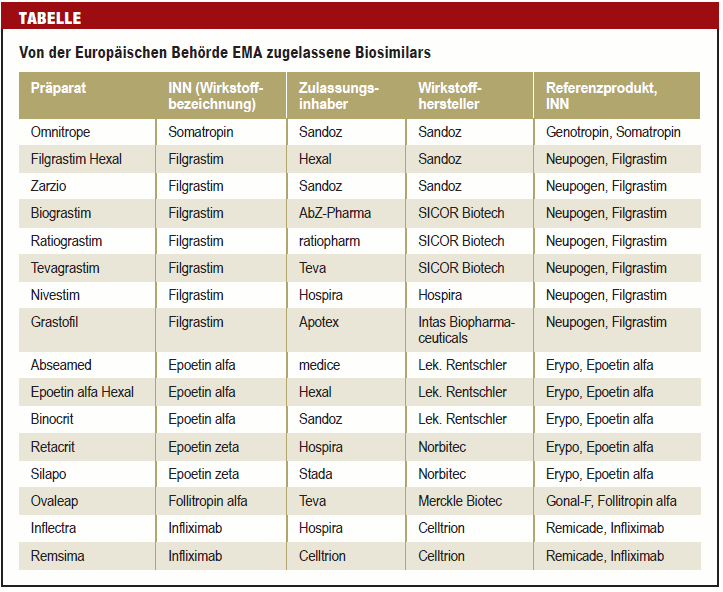 TABELLE
Von der Europäischen Behörde EMA zugelassene Biosimilars
Präparat INN (Wirkstoff- Zulassungs- Wirkstoff- Referenzprodukt,
bezeichnung) inhaber hersteller INN
Omnitrope Somatropin Sandoz Sandoz Genotropin, Somatropin
Filgrastim Hexal Filgrastim Hexal Sandoz Neupogen, Filgrastim
Zarzio Filgrastim Sandoz Sandoz Neupogen, Filgrastim
Biograstim Filgrastim AbZ-Pharma SICOR Biotech Neupogen, Filgrastim
Ratiograstim Filgrastim ratiopharm SICOR Biotech Neupogen, Filgrastim
Tevagrastim Filgrastim Teva SICOR Biotech Neupogen, Filgrastim
Nivestim Filgrastim Hospira Hospira Neupogen, Filgrastim
Grastofil Filgrastim Apotex Intas Biopharma- Neupogen, Filgrastim
ceuticals
Abseamed Epoetin alfa medice Lek. Rentschler Erypo, Epoetin alfa
Epoetin alfa Hexal Epoetin alfa Hexal Lek. Rentschler Erypo, Epoetin alfa
Binocrit Epoetin alfa Sandoz Lek. Rentschler Erypo, Epoetin alfa
Retacrit Epoetin zeta Hospira Norbitec Erypo, Epoetin alfa
Silapo Epoetin zeta Stada Norbitec Erypo, Epoetin alfa
Ovaleap Follitropin alfa Teva Merckle Biotec Gonal-F, Follitropin alfa
Inflectra Infliximab Hospira Celltrion Remicade, Infliximab
Remsima Infliximab Celltrion Celltrion Remicade, Infliximab